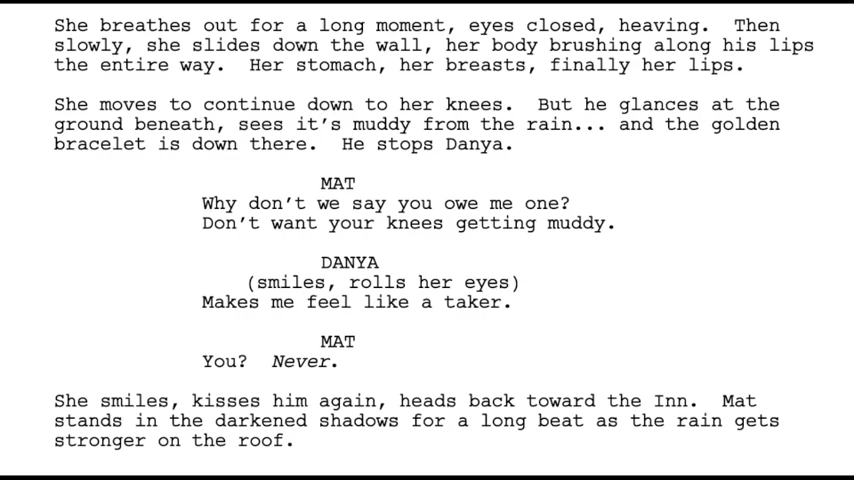 She breathes out for a long moment, eyes closed, heaving. Then
slowly, she slides down the wall, her body brushing along his lips
the entire way. Her stomach, her breasts, finally her lips.
She moves to continue down to her knees. But he glances at the
ground beneath, sees it's muddy from the rain... and the golden
bracelet is down there. He stops Danya.
MAT
Why don't we say you owe me one?
Don't want your knees getting muddy.
DANYA
(smiles, rolls her eyes)
Makes me feel like a taker.
MAT
You? Never.
She smiles, kisses him again, heads back toward the Inn. Mat
stands in the darkened shadows for a long beat as the rain gets
stronger on the roof.